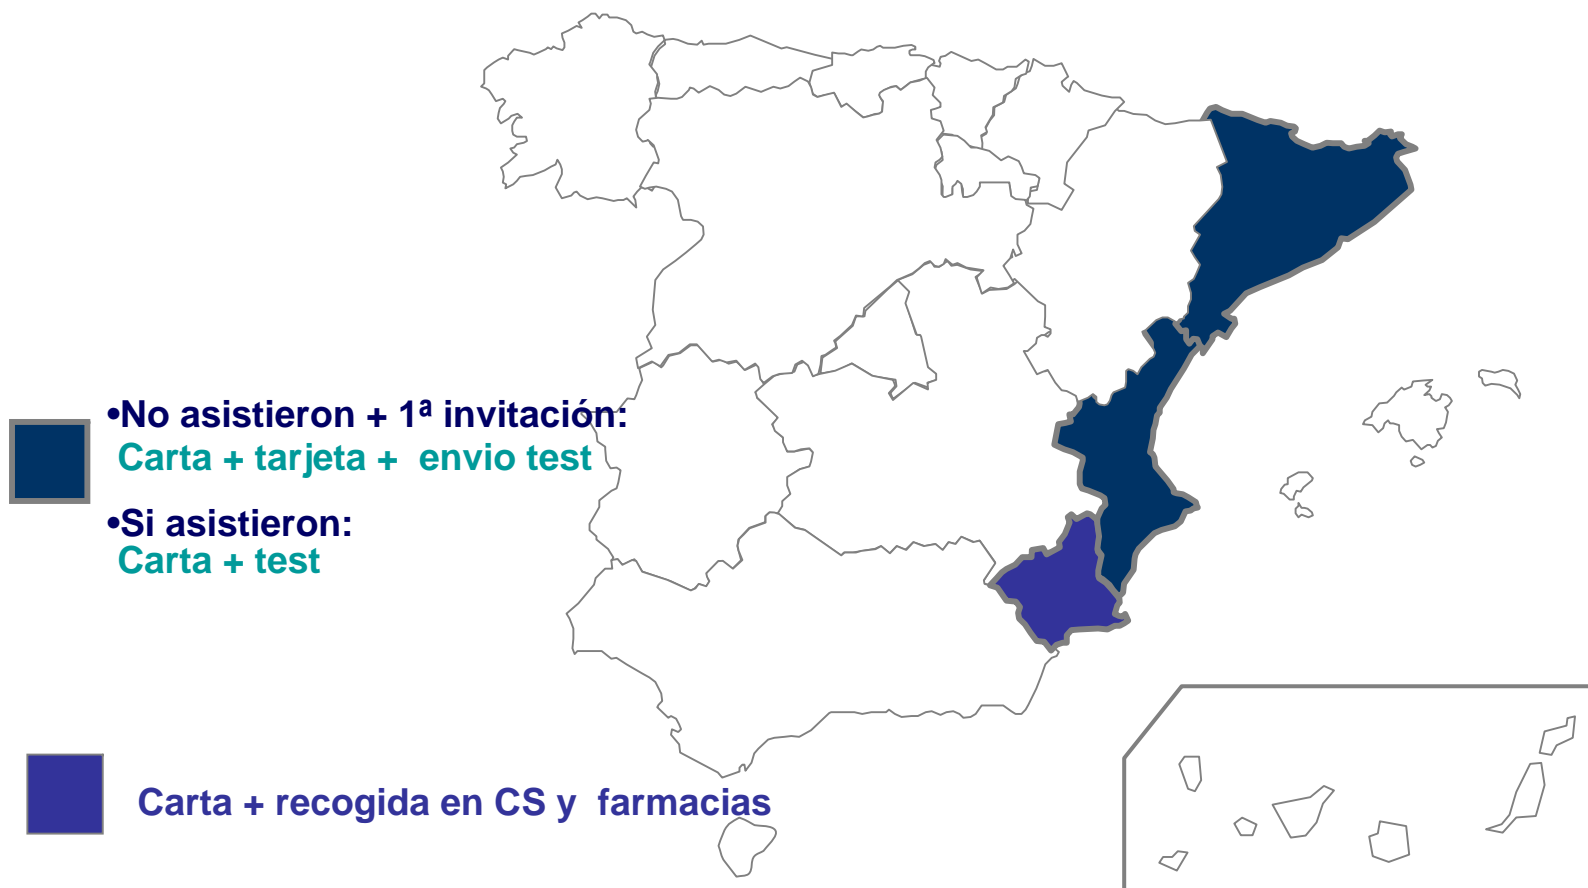 •No asistieron + 1ª invitación:
Carta + tarjeta + envio test
•Si asistieron:
Carta + test
Carta + recogida en CS y farmacias